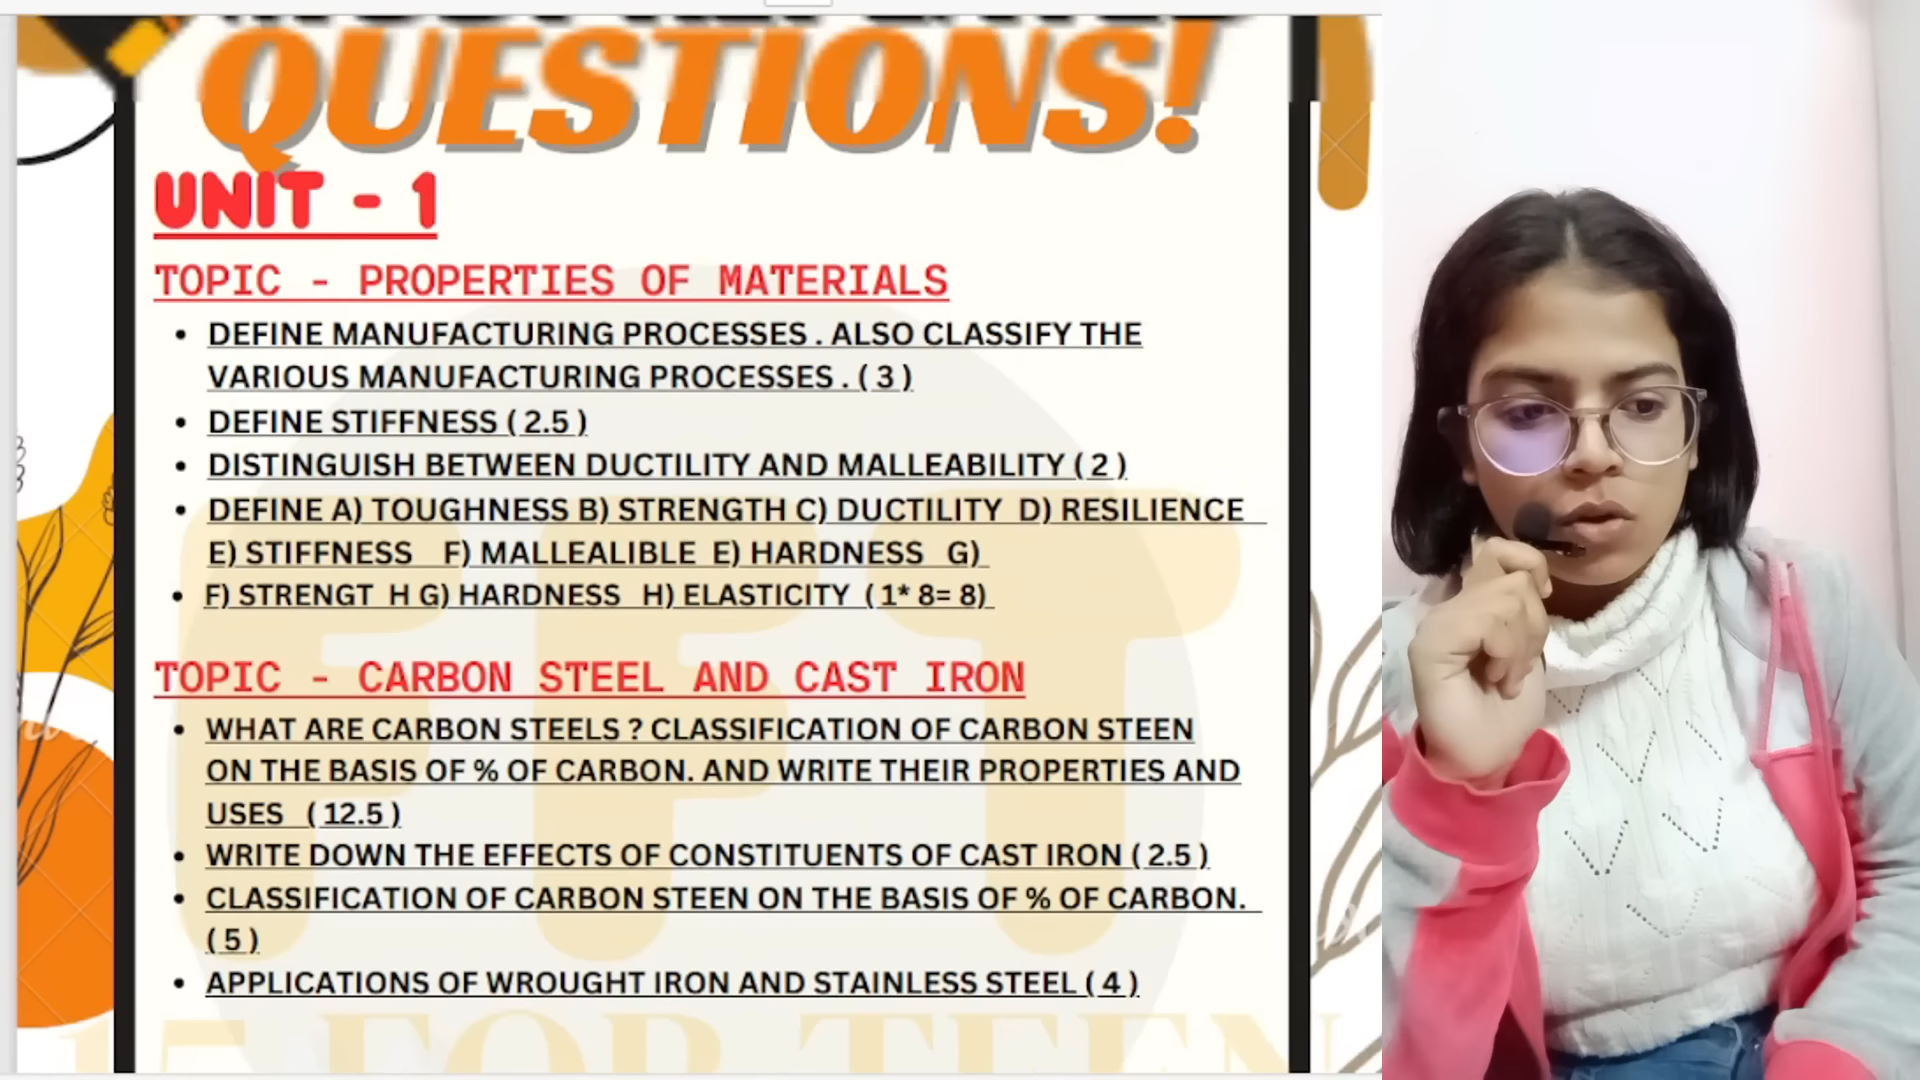 QUESTIONS!
UNIT - 1
TOPIC - PROPERTIES OF MATERIALS
• DEFINE MANUFACTURING PROCESSES . ALSO CLASSIFY THE
VARIOUS MANUFACTURING PROCESSES . ( 3 )
• DEFINE STIFFNESS ( 2.5 )
• DISTINGUISH BETWEEN DUCTILITY AND MALLEABILITY ( 2 )
• DEFINE A) TOUGHNESS B) STRENGTH C) DUCTILITY D) RESILIENCE
E) STIFFNESS F) MALLEALIBLE E) HARDNESS G)
• F) STRENGT H G) HARDNESS H) ELASTICITY ( 1* 8= 8)
TOPIC - CARBON STEEL AND CAST IRON
• WHAT ARE CARBON STEELS ? CLASSIFICATION OF CARBON STEEN
ON THE BASIS OF % OF CARBON. AND WRITE THEIR PROPERTIES AND
USES ( 12.5 )
• WRITE DOWN THE EFFECTS OF CONSTITUENTS OF CAST IRON ( 2.5 )
• CLASSIFICATION OF CARBON STEEN ON THE BASIS OF % OF CARBON.
( 5 )
• APPLICATIONS OF WROUGHT IRON AND STAINLESS STEEL ( 4 )
FFT
FOR TEEN